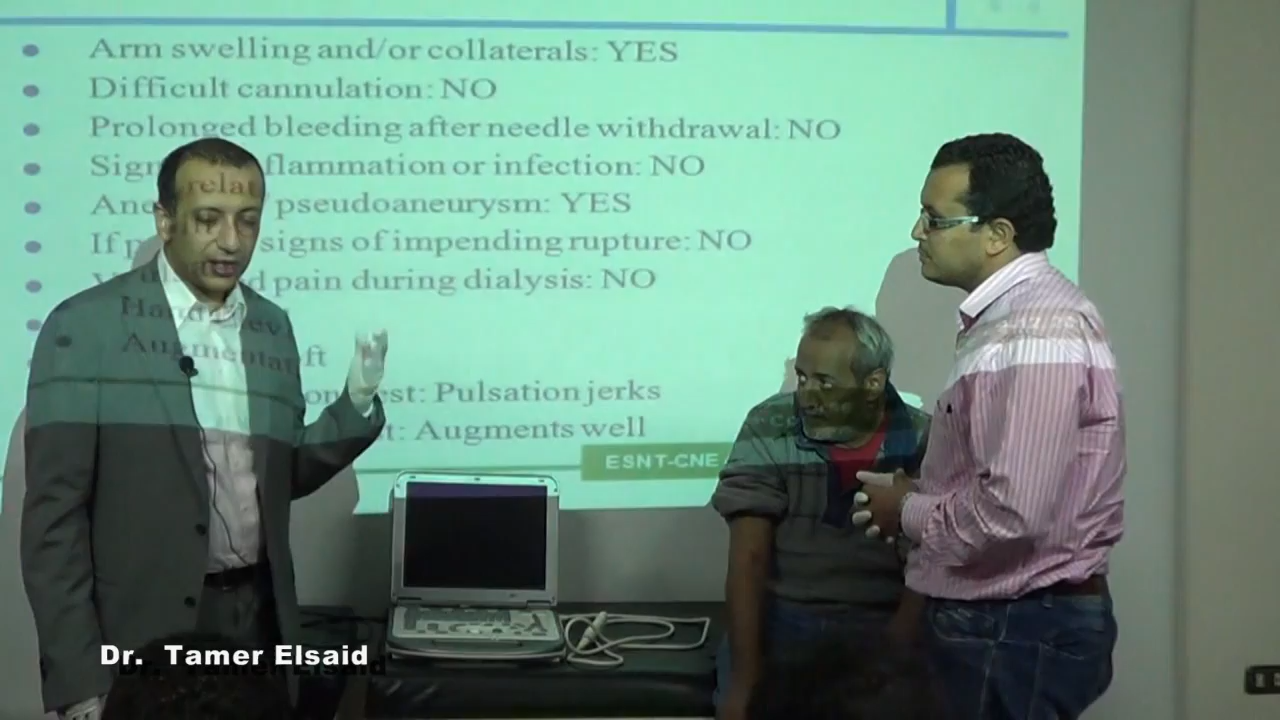 Arm swelling and/or collaterals: YES
Difficult cannulation: NO
Prolonged bleeding after needle withdrawal: NO
flammation or infection: NO
pseudoaneurysm: YES
signs of impending rupture: NO
pain during dialysis: NO
Pulsation jerks
Augments well
ESNT-CNE
Dr. Tamer Elsaid